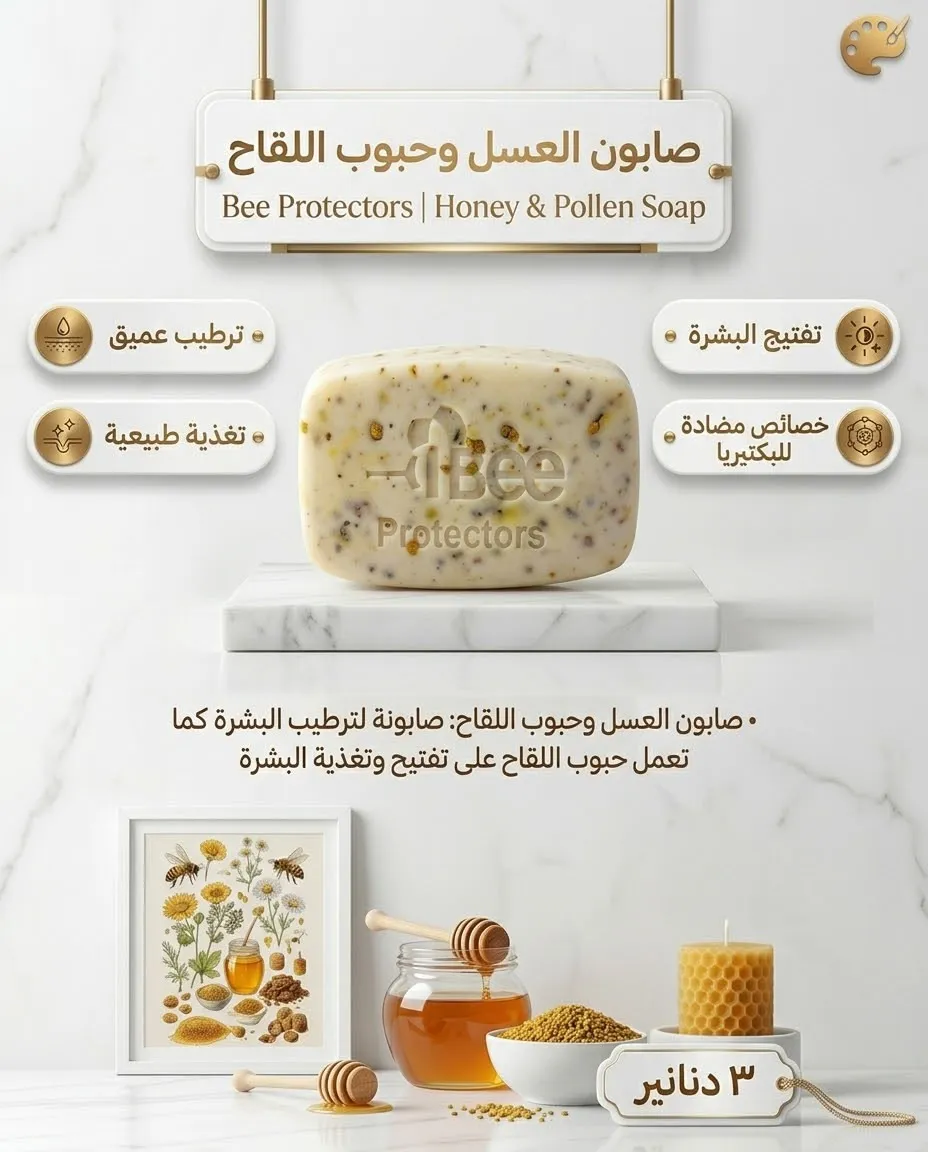 صابون العسل وحبوب اللقاح
Bee Protectors | Honey & Pollen Soap
تفتيح البشرة
ترطيب عميق
خصائص مضادة
للبكتيريا
تغذية طبيعية
Bee
Protectors
• صابون العسل وحبوب اللقاح: صابونة لترطيب البشرة كما
تعمل حبوب اللقاح على تفتيح وتغذية البشرة
٣ دنانير